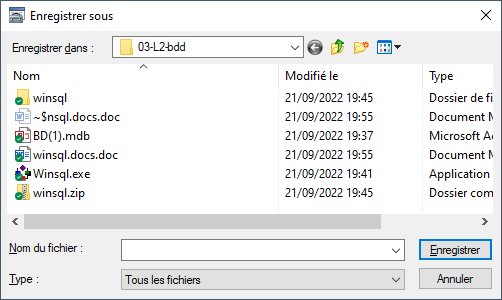 Enregistrer sous
Enregistrer dans : 03-L2-bdd
Nom Modifié le Type
winsql 21/09/2022 19:45 Dossier de fi
~$nsql.docs.doc 21/09/2022 19:55 Document M
BD(1).mdb 21/09/2022 19:37 Microsoft Ac
winsql.docs.doc 21/09/2022 19:55 Document M
Winsql.exe 21/09/2022 19:41 Application
winsql.zip 21/09/2022 19:45 Dossier com
Nom du fichier : Enregistrer
Type : Tous les fichiers Annuler